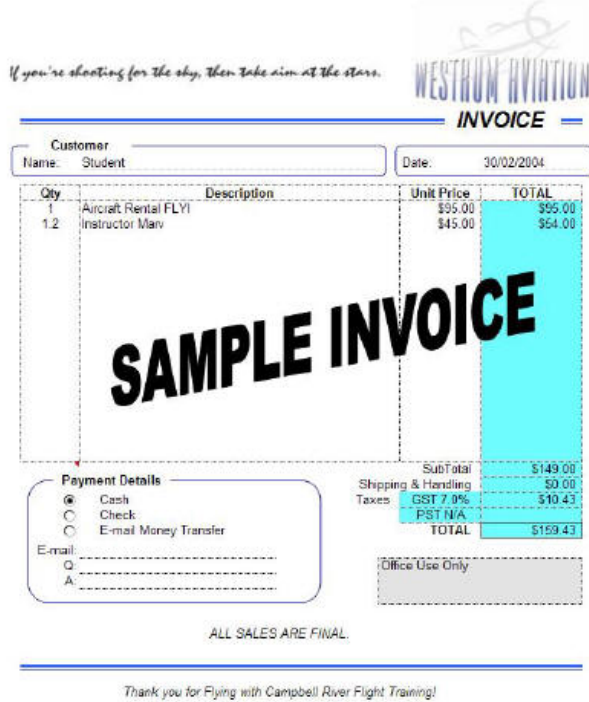 If you're shooting for the sky, then take aim at the stars.
WESTRUM AVIATION
INVOICE
Customer
Name: Student
Date: 30/02/2004
Qty Description Unit Price TOTAL
1 Aircraft Rental FLYI $95.00 $95.00
1.2 Instructor Marv $45.00 $54.00
SAMPLE INVOICE
SubTotal $149.00
Shipping & Handling $0.00
Taxes GST 7.0% $10.43
PST N/A
TOTAL $159.43
Payment Details
Cash
Check
E-mail Money Transfer
E-mail:
Q:
A:
Office Use Only
ALL SALES ARE FINAL.
Thank you for Flying with Campbell River Flight Training!